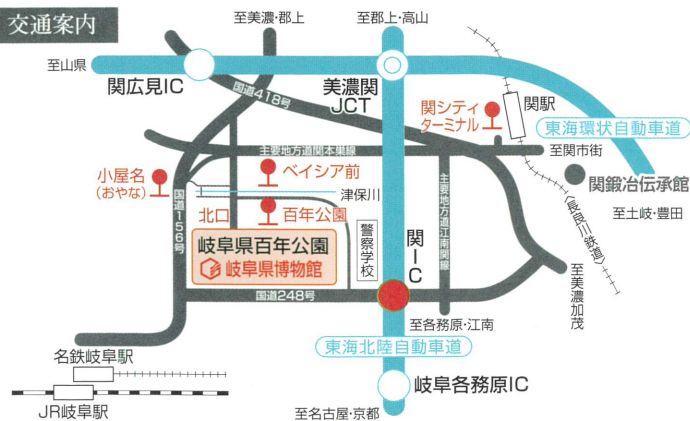 交通案内
至美濃・郡上
至郡上・高山
至山県
関広見IC
美濃関
JCT
国道418号
関シティ
ターミナル
関駅
東海環状自動車道
主要地方道関本巣線
至関市街
小屋名
(おやな)
ベイシア前
関鍛冶伝承館
津保川
国道156号
北口
百年公園
至土岐・豊田
主要地方道江南関線
〈長良川鉄道〉
岐阜県百年公園
岐阜県博物館
警察学校
関IC
至美濃加茂
国道248号
至各務原・江南
東海北陸自動車道
名鉄岐阜駅
岐阜各務原IC
JR岐阜駅
至名古屋・京都